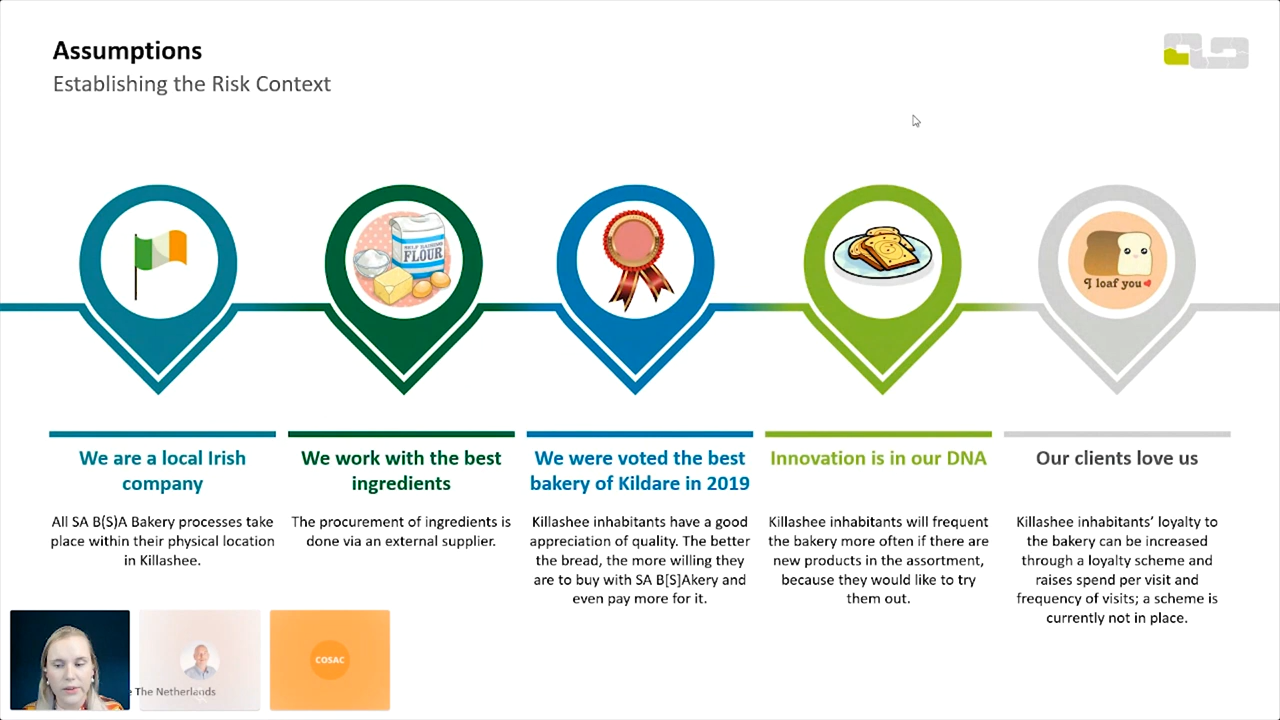 Assumptions
Establishing the Risk Context
SELF RAISING
FLOUR
I loaf you
We are a local Irish
company
All SA B(S)A Bakery processes take
place within their physical location
in Killashee.
We work with the best
ingredients
The procurement of ingredients is
done via an external supplier.
We were voted the best
bakery of Kildare in 2019
Killashee inhabitants have a good
appreciation of quality. The better
the bread, the more willing they
are to buy with SA B[S]Akery and
even pay more for it.
Innovation is in our DNA
Killashee inhabitants will frequent
the bakery more often if there are
new products in the assortment,
because they would like to try
them out.
Our clients love us
Killashee inhabitants’ loyalty to
the bakery can be increased
through a loyalty scheme and
raises spend per visit and
frequency of visits; a scheme is
currently not in place.
The Netherlands
COSAC